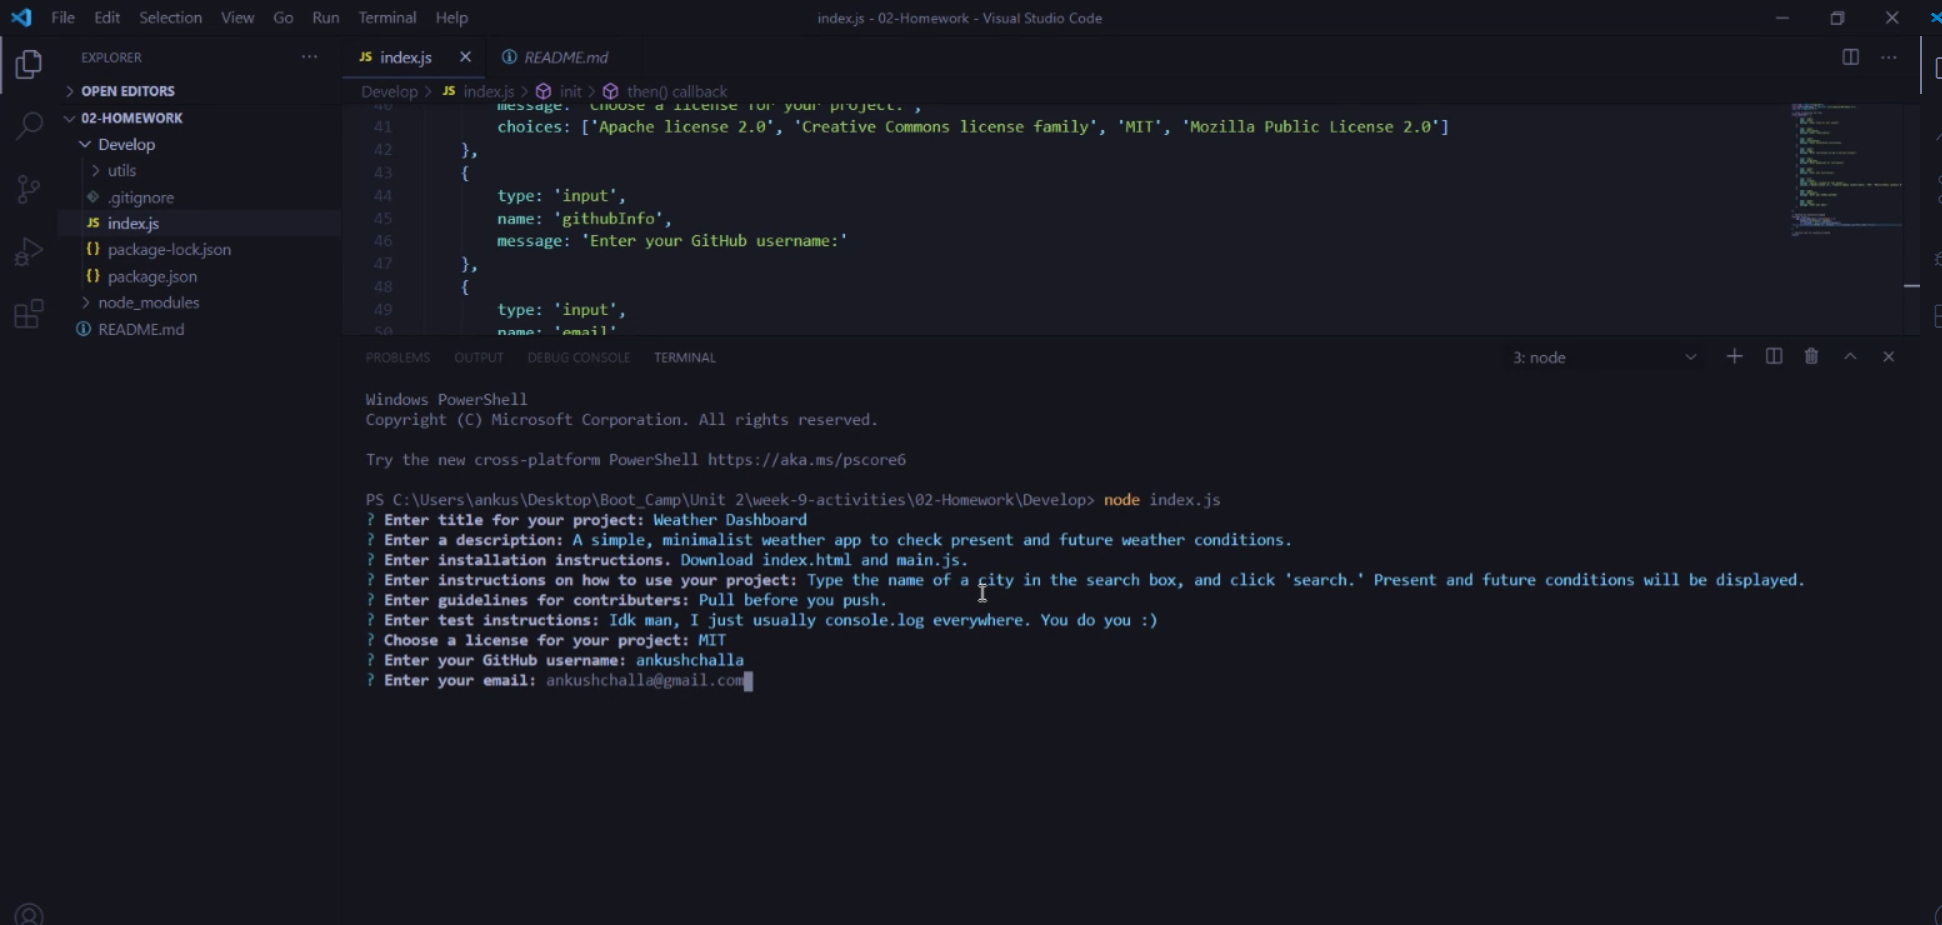 File Edit Selection View Go Run Terminal Help
index.js - 02-Homework - Visual Studio Code
EXPLORER ···
OPEN EDITORS
02-HOMEWORK
Develop
utils
.gitignore
JS index.js
{} package-lock.json
{} package.json
node_modules
README.md
JS index.js
README.md
Develop > JS index.js > init > then() callback
40 message: 'Choose a license for your project:',
41 choices: ['Apache license 2.0', 'Creative Commons license family', 'MIT', 'Mozilla Public License 2.0']
42 },
43 {
44 type: 'input',
45 name: 'githubInfo',
46 message: 'Enter your GitHub username:'
47 },
48 {
49 type: 'input',
50 name: 'email'
PROBLEMS OUTPUT DEBUG CONSOLE TERMINAL
3: node
Windows PowerShell
Copyright (C) Microsoft Corporation. All rights reserved.
Try the new cross-platform PowerShell https://aka.ms/pscore6
PS C:\Users\ankus\Desktop\Boot_Camp\Unit 2\week-9-activities\02-Homework\Develop> node index.js
? Enter title for your project: Weather Dashboard
? Enter a description: A simple, minimalist weather app to check present and future weather conditions.
? Enter installation instructions. Download index.html and main.js.
? Enter instructions on how to use your project: Type the name of a city in the search box, and click 'search.' Present and future conditions will be displayed.
? Enter guidelines for contributers: Pull before you push.
? Enter test instructions: Idk man, I just usually console.log everywhere. You do you :)
? Choose a license for your project: MIT
? Enter your GitHub username: ankushchalla
? Enter your email: ankushchalla@gmail.com